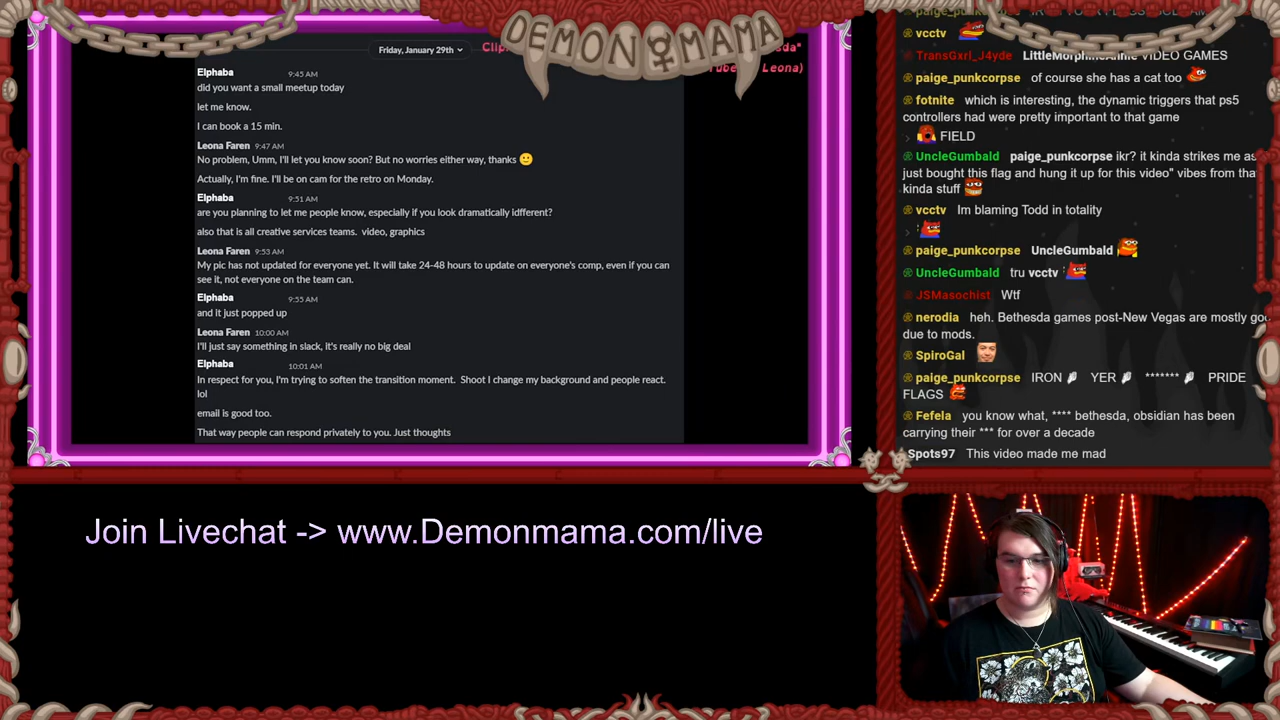 DEMON MAMA
Friday, January 29th
Elphaba 9:45 AM
did you want a small meetup today
let me know.
I can book a 15 min.
Leona Faren 9:47 AM
No problem, Umm, I'll let you know soon? But no worries either way, thanks 🙂
Actually, I'm fine. I'll be on cam for the retro on Monday.
Elphaba 9:51 AM
are you planning to let me people know, especially if you look dramatically idfferent?
also that is all creative services teams. video, graphics
Leona Faren 9:53 AM
My pic has not updated for everyone yet. It will take 24-48 hours to update on everyone's comp, even if you can
see it, not everyone on the team can.
Elphaba 9:55 AM
and it just popped up
Leona Faren 10:00 AM
I'll just say something in slack, it's really no big deal
Elphaba 10:01 AM
In respect for you, I'm trying to soften the transition moment. Shoot I change my background and people react.
lol
email is good too.
That way people can respond privately to you. Just thoughts
Leona)
vcctv
TransGxrl_J4yde LittleMorphineAnnie VIDEO GAMES
paige_punkcorpse of course she has a cat too
fotnite which is interesting, the dynamic triggers that ps5
controllers had were pretty important to that game
FIELD
UncleGumbald paige_punkcorpse ikr? it kinda strikes me as
just bought this flag and hung it up for this video" vibes from tha
kinda stuff
vcctv Im blaming Todd in totality
paige_punkcorpse UncleGumbald
UncleGumbald tru vcctv
JSMasochist Wtf
nerodia heh. Bethesda games post-New Vegas are mostly goo
due to mods.
SpiroGal
paige_punkcorpse IRON YER ******* PRIDE
FLAGS
Fefela you know what, **** bethesda, obsidian has been
carrying their *** for over a decade
Spots97 This video made me mad
Join Livechat -> www.Demonmama.com/live